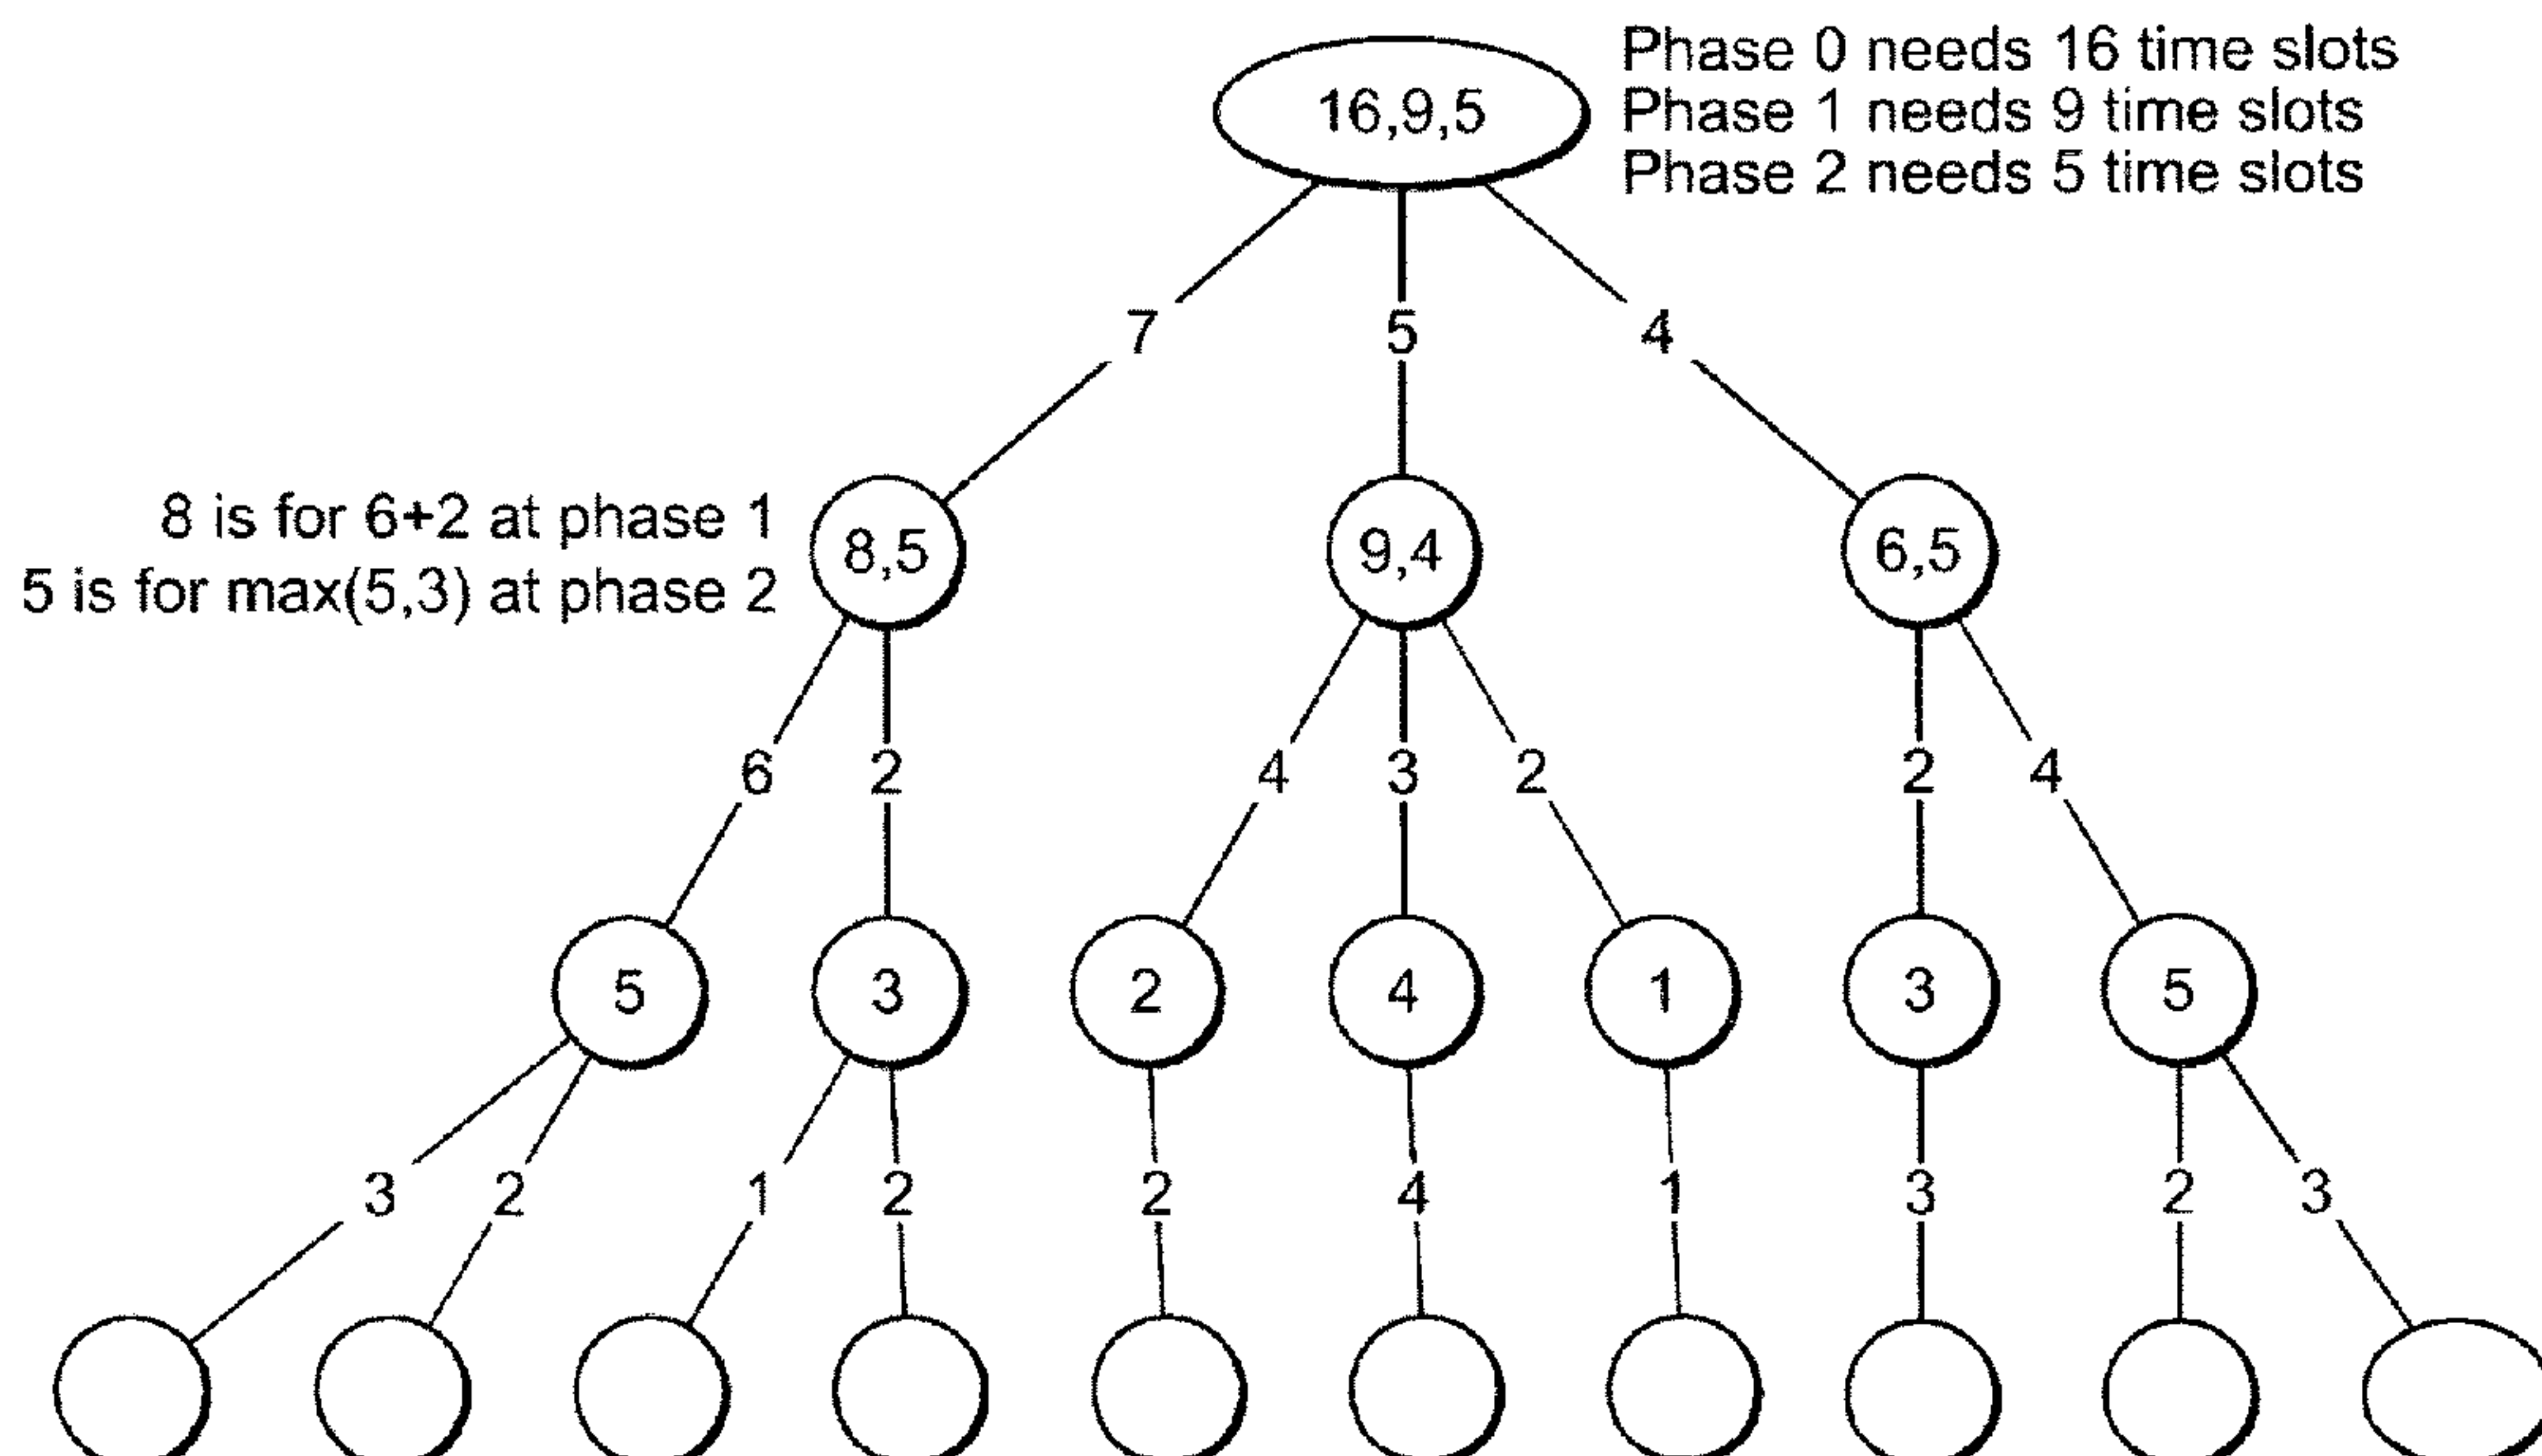 16,9,5
Phase 0 needs 16 time slots
Phase 1 needs 9 time slots
Phase 2 needs 5 time slots
7 5 4
8 is for 6+2 at phase 1
5 is for max(5,3) at phase 2
8,5 9,4 6,5
6 2 4 3 2 2 4
5 3 2 4 1 3 5
3 2 1 2 2 4 1 3 2 3